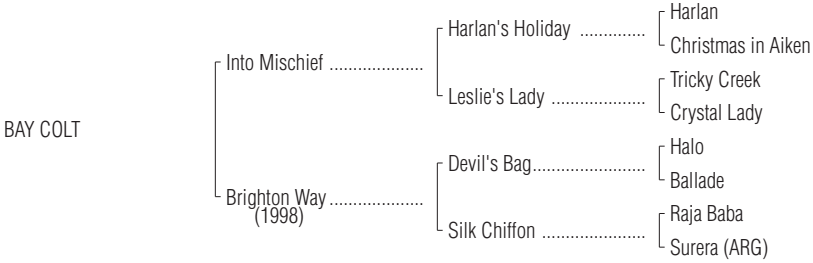 Harlan
Harlan's Holiday ..............
Christmas in Aiken
Into Mischief ....................
Tricky Creek
Leslie's Lady ....................
Crystal Lady
BAY COLT
Halo
Devil's Bag........................
Ballade
Brighton Way ....................
(1998)
Raja Baba
Silk Chiffon ......................
Surera (ARG)